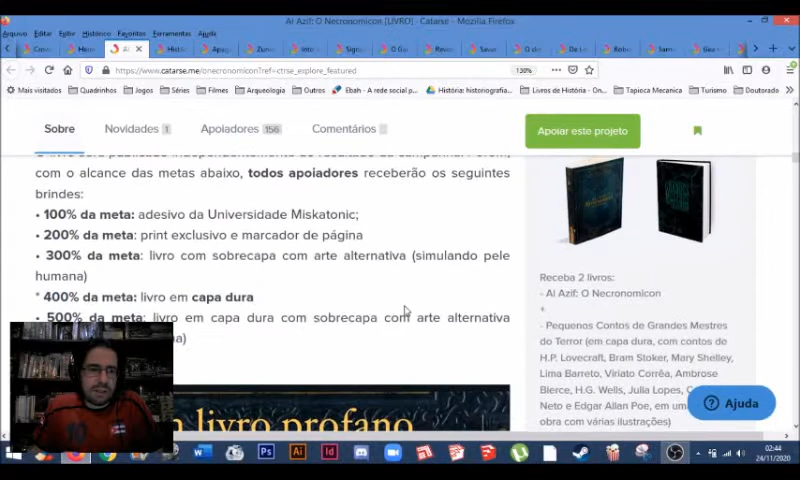 Al Azif: O Necronomicon [LIVRO] · Catarse - Mozilla Firefox
Arquivo Editar Exibir Histórico Favoritos Ferramentas Ajuda
https://www.catarse.me/onecronomicon?ref=ctrse_explore_featured 130%
Mais visitados Quadrinhos Jogos Séries Filmes Arqueologia Outros Ebah - A rede social p... História: historiografia... Livros de História - On... Tapioca Mecanica Turismo Doutorado
Sobre Novidades 1 Apoiadores 156 Comentários Apoiar este projeto
com o alcance das metas abaixo, todos apoiadores receberão os seguintes
brindes:
• 100% da meta: adesivo da Universidade Miskatonic;
• 200% da meta: print exclusivo e marcador de página
• 300% da meta: livro com sobrecapa com arte alternativa (simulando pele
humana)
* 400% da meta: livro em capa dura
• 500% da meta: livro em capa dura com sobrecapa com arte alternativa
livro profano
Receba 2 livros:
- Al Azif: O Necronomicon
+
- Pequenos Contos de Grandes Mestres
do Terror (em capa dura, com contos de
H.P. Lovecraft, Bram Stoker, Mary Shelley,
Lima Barreto, Viriato Corrêa, Ambrose
Bierce, H.G. Wells, Julia Lopes,
Neto e Edgar Allan Poe, em uma
obra com várias ilustrações)
Ajuda
02:44
24/11/2020